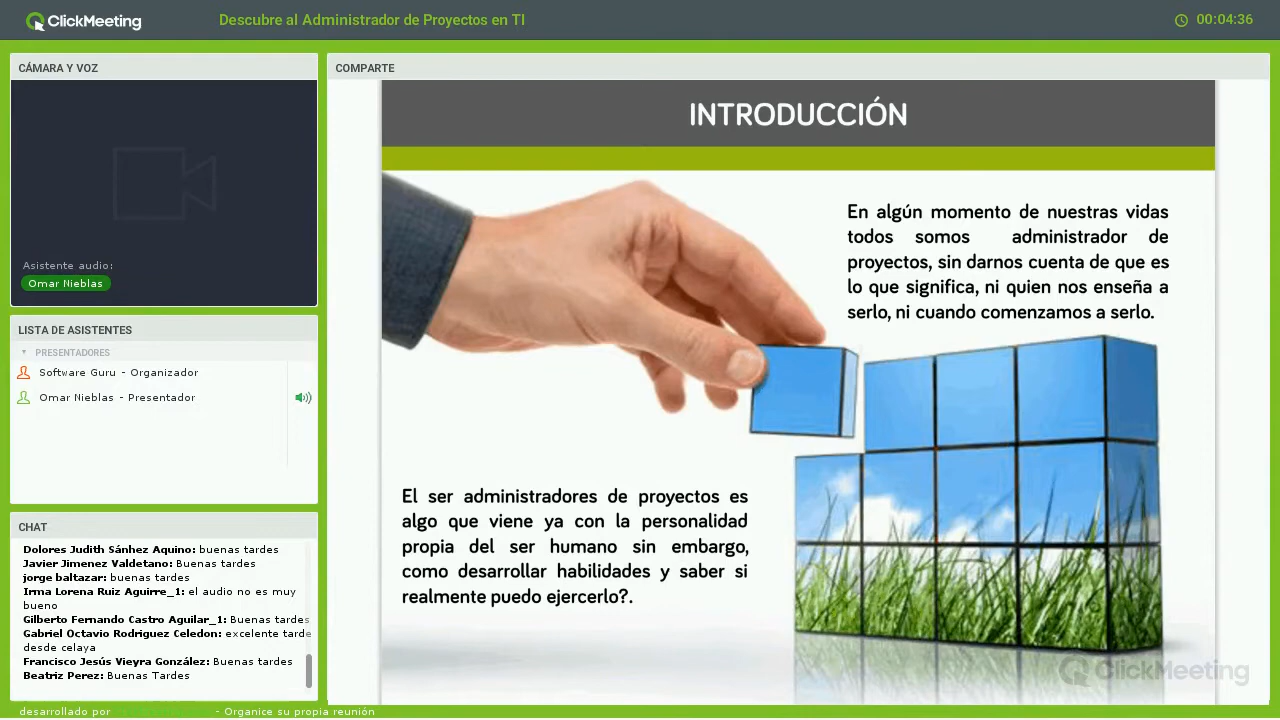 ClickMeeting
Descubre al Administrador de Proyectos en TI
00:04:36
CÁMARA Y VOZ
Asistente audio:
Omar Nieblas
LISTA DE ASISTENTES
PRESENTADORES
Software Guru - Organizador
Omar Nieblas - Presentador
CHAT
Dolores Judith Sánhez Aquino: buenas tardes
Javier Jimenez Valdetano: Buenas tardes
jorge baltazar: buenas tardes
Irma Lorena Ruiz Aguirre_1: el audio no es muy
bueno
Gilberto Fernando Castro Aguilar_1: Buenas tardes
Gabriel Octavio Rodriguez Celedon: excelente tarde
desde celaya
Francisco Jesús Vieyra González: Buenas tardes
Beatriz Perez: Buenas Tardes
desarrollado por
- Organice su propia reunión
COMPARTE
INTRODUCCIÓN
En algún momento de nuestras vidas
todos somos administrador de
proyectos, sin darnos cuenta de que es
lo que significa, ni quien nos enseña a
serlo, ni cuando comenzamos a serlo.
El ser administradores de proyectos es
algo que viene ya con la personalidad
propia del ser humano sin embargo,
como desarrollar habilidades y saber si
realmente puedo ejercerlo?.
ClickMeeting